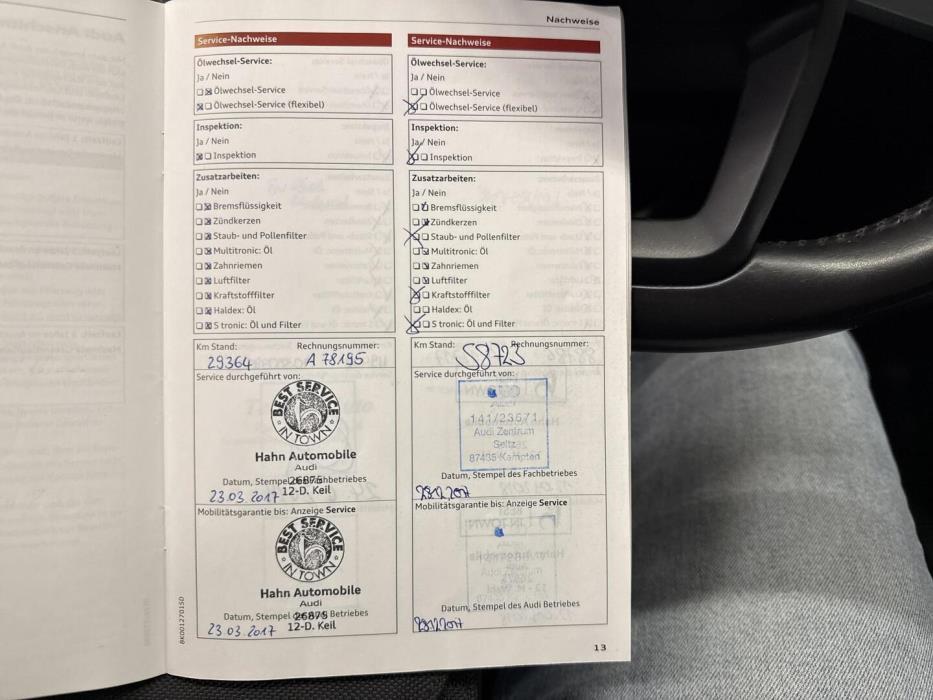 Nachweise
Service-Nachweise
Ölwechsel-Service:
Ja / Nein
Ölwechsel-Service
Ölwechsel-Service (flexibel)
Inspektion:
Ja / Nein
Inspektion
Zusatzarbeiten:
Ja / Nein
Bremsflüssigkeit
Zündkerzen
Staub- und Pollenfilter
Multitronic: Öl
Zahnriemen
Luftfilter
Kraftstofffilter
Haldex: Öl
S tronic: Öl und Filter
Km Stand: Rechnungsnummer:
29364 A 78195
Service durchgeführt von:
BEST SERVICE
IN TOWN
Hahn Automobile
Audi
26875
Datum, Stempel des Fachbetriebes
23.03.2017 12-D. Keil
Mobilitätsgarantie bis: Anzeige Service
BEST SERVICE
IN TOWN
Hahn Automobile
Audi
26875
Datum, Stempel des Audi Betriebes
23.03.2017 12-D. Keil
Service-Nachweise
Ölwechsel-Service:
Ja / Nein
Ölwechsel-Service
Ölwechsel-Service (flexibel)
Inspektion:
Ja / Nein
Inspektion
Zusatzarbeiten:
Ja / Nein
Bremsflüssigkeit
Zündkerzen
Staub- und Pollenfilter
Multitronic: Öl
Zahnriemen
Luftfilter
Kraftstofffilter
Haldex: Öl
S tronic: Öl und Filter
Km Stand: Rechnungsnummer:
58723
Service durchgeführt von:
141/23671
Audi Zentrum
Seitz
87435 Kempten
Datum, Stempel des Fachbetriebes
Mobilitätsgarantie bis: Anzeige Service
Datum, Stempel des Audi Betriebes
BK00127015D
13